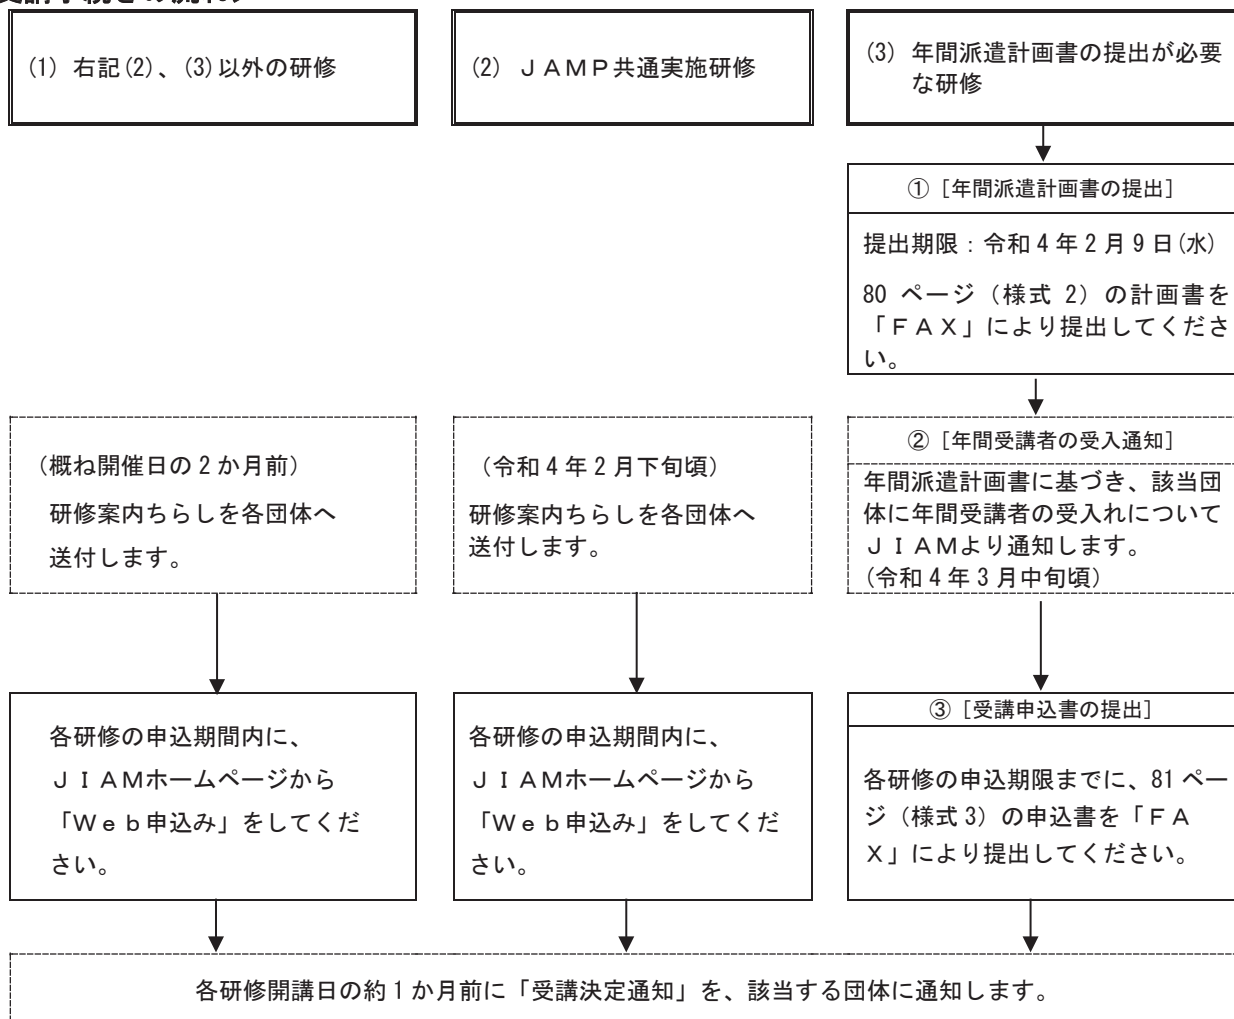 (1) 右記(2)、(3)以外の研修
(2) ＪＡＭＰ共通実施研修
(3) 年間派遣計画書の提出が必要
な研修
① [年間派遣計画書の提出]
提出期限：令和４年２月９日(水)
80 ページ（様式 2）の計画書を
「ＦＡＸ」により提出してくださ
い。
（概ね開催日の２か月前）
研修案内ちらしを各団体へ
送付します。
（令和４年２月下旬頃）
研修案内ちらしを各団体へ
送付します。
② [年間受講者の受入通知]
年間派遣計画書に基づき、該当団
体に年間受講者の受入れについて
ＪＩＡＭより通知します。
(令和４年３月中旬頃)
各研修の申込期間内に、
ＪＩＡＭホームページから
「Ｗｅｂ申込み」をしてくだ
さい。
各研修の申込期間内に、
ＪＩＡＭホームページから
「Ｗｅｂ申込み」をしてくだ
さい。
③ [受講申込書の提出]
各研修の申込期限までに、81 ペー
ジ（様式３）の申込書を「ＦＡ
Ｘ」により提出してください。
各研修開講日の約１か月前に「受講決定通知」を、該当する団体に通知します。